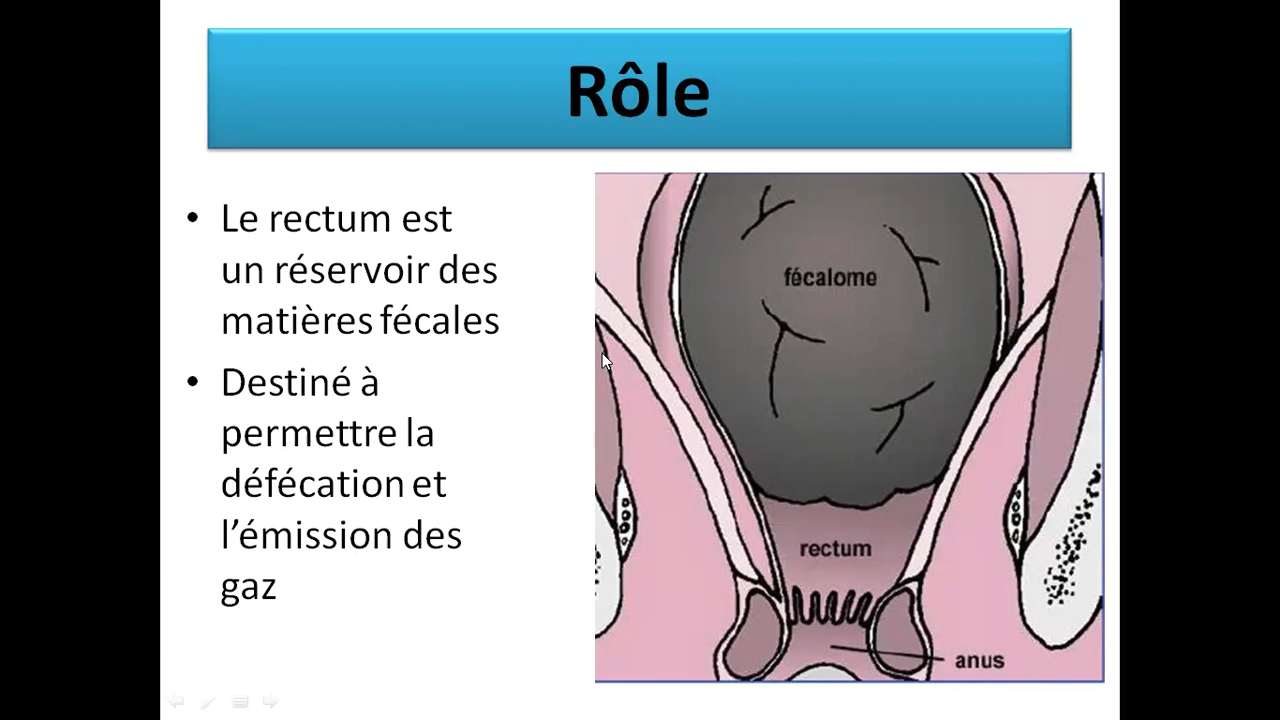 Rôle
• Le rectum est
un réservoir des
matières fécales
• Destiné à
permettre la
défécation et
l’émission des
gaz
fécalome
rectum
anus